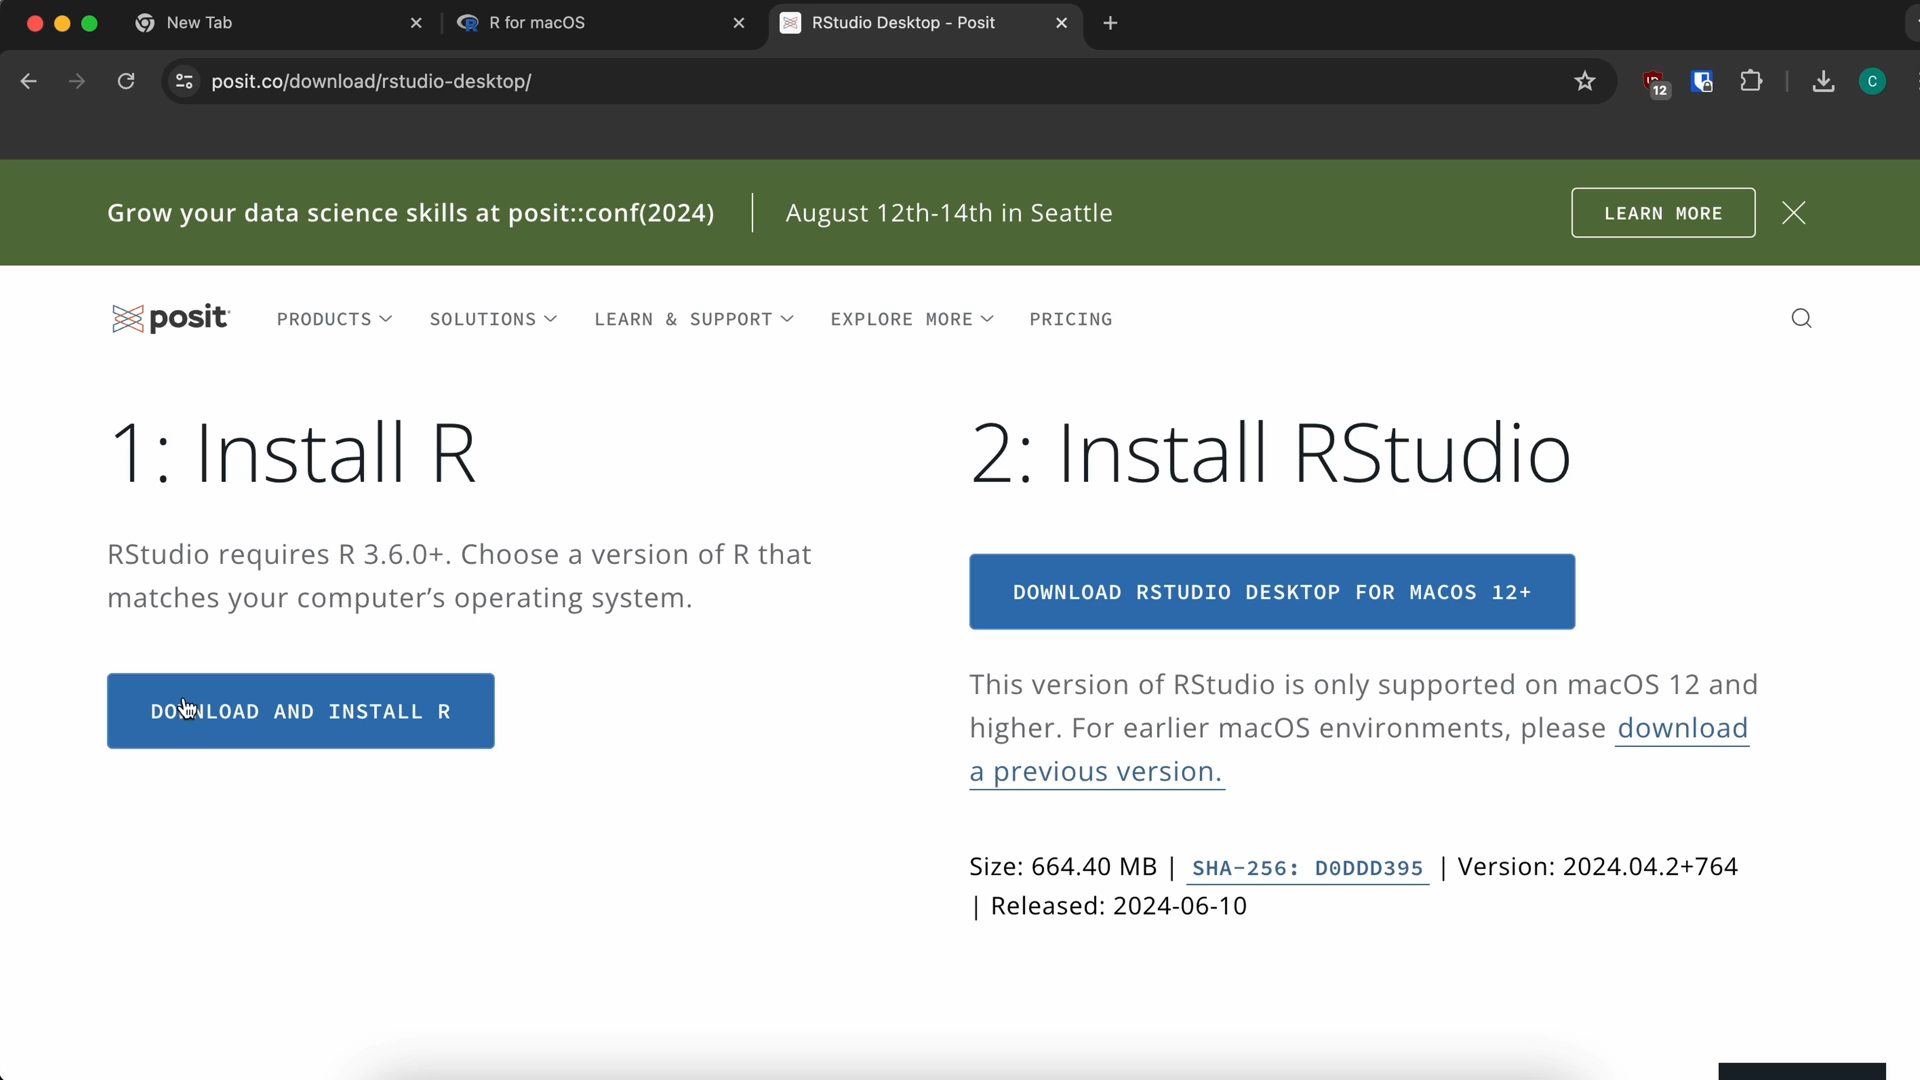 New Tab
R for macOS
RStudio Desktop - Posit
posit.co/download/rstudio-desktop/
12
C
Grow your data science skills at posit::conf(2024)
August 12th-14th in Seattle
LEARN MORE
posit
PRODUCTS
SOLUTIONS
LEARN & SUPPORT
EXPLORE MORE
PRICING
1: Install R
RStudio requires R 3.6.0+. Choose a version of R that
matches your computer’s operating system.
DOWNLOAD AND INSTALL R
2: Install RStudio
DOWNLOAD RSTUDIO DESKTOP FOR MACOS 12+
This version of RStudio is only supported on macOS 12 and
higher. For earlier macOS environments, please download
a previous version.
Size: 664.40 MB | SHA-256: D0DDD395 | Version: 2024.04.2+764
| Released: 2024-06-10